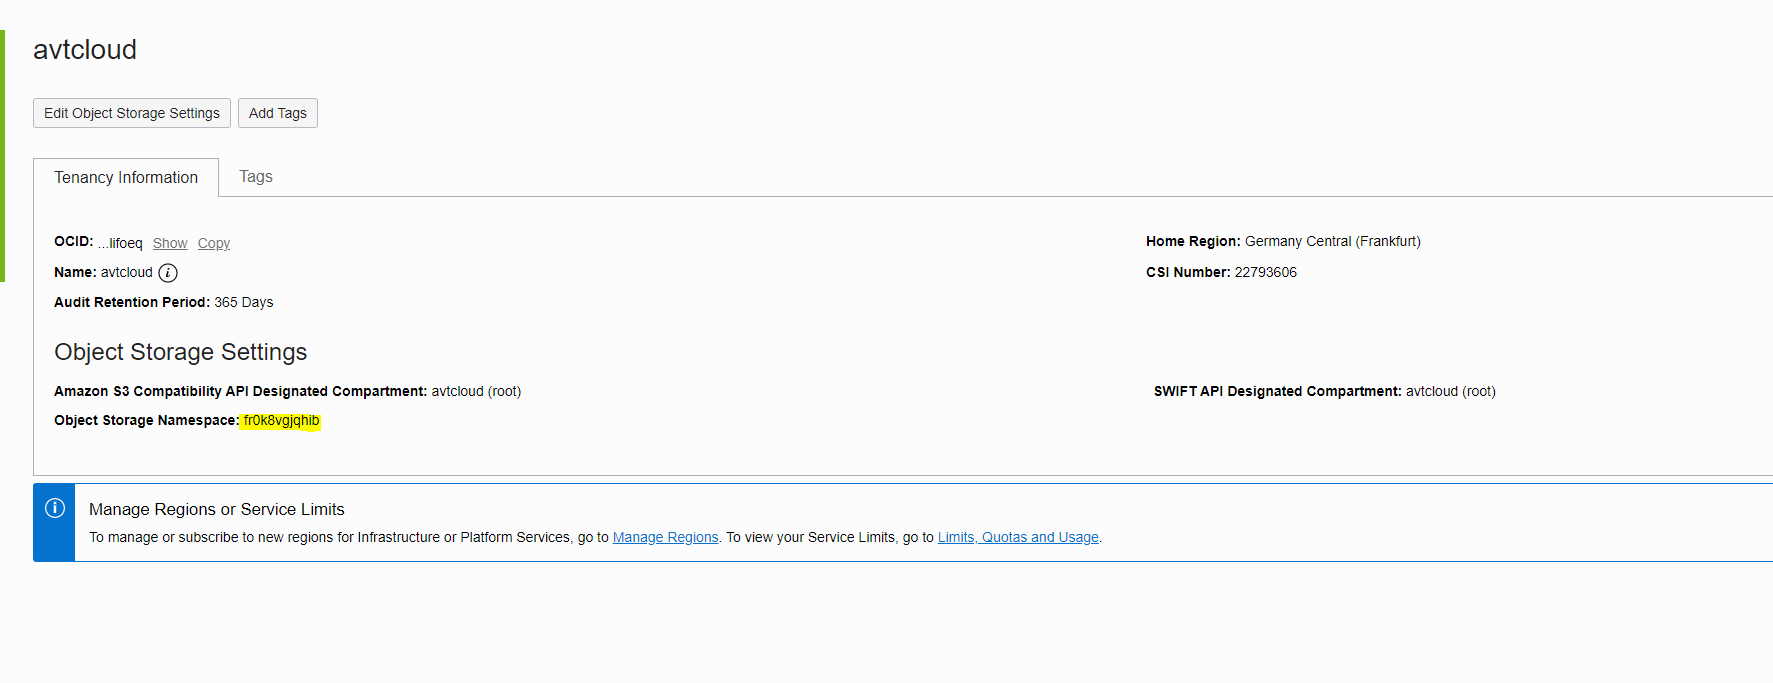 avtcloud
Edit Object Storage Settings Add Tags
Tenancy Information Tags
OCID: ...lifoeq Show Copy
Home Region: Germany Central (Frankfurt)
Name: avtcloud i
CSI Number: 22793606
Audit Retention Period: 365 Days
Object Storage Settings
Amazon S3 Compatibility API Designated Compartment: avtcloud (root)
SWIFT API Designated Compartment: avtcloud (root)
Object Storage Namespace: fr0k8vgjqhib
i
Manage Regions or Service Limits
To manage or subscribe to new regions for Infrastructure or Platform Services, go to Manage Regions. To view your Service Limits, go to Limits, Quotas and Usage.